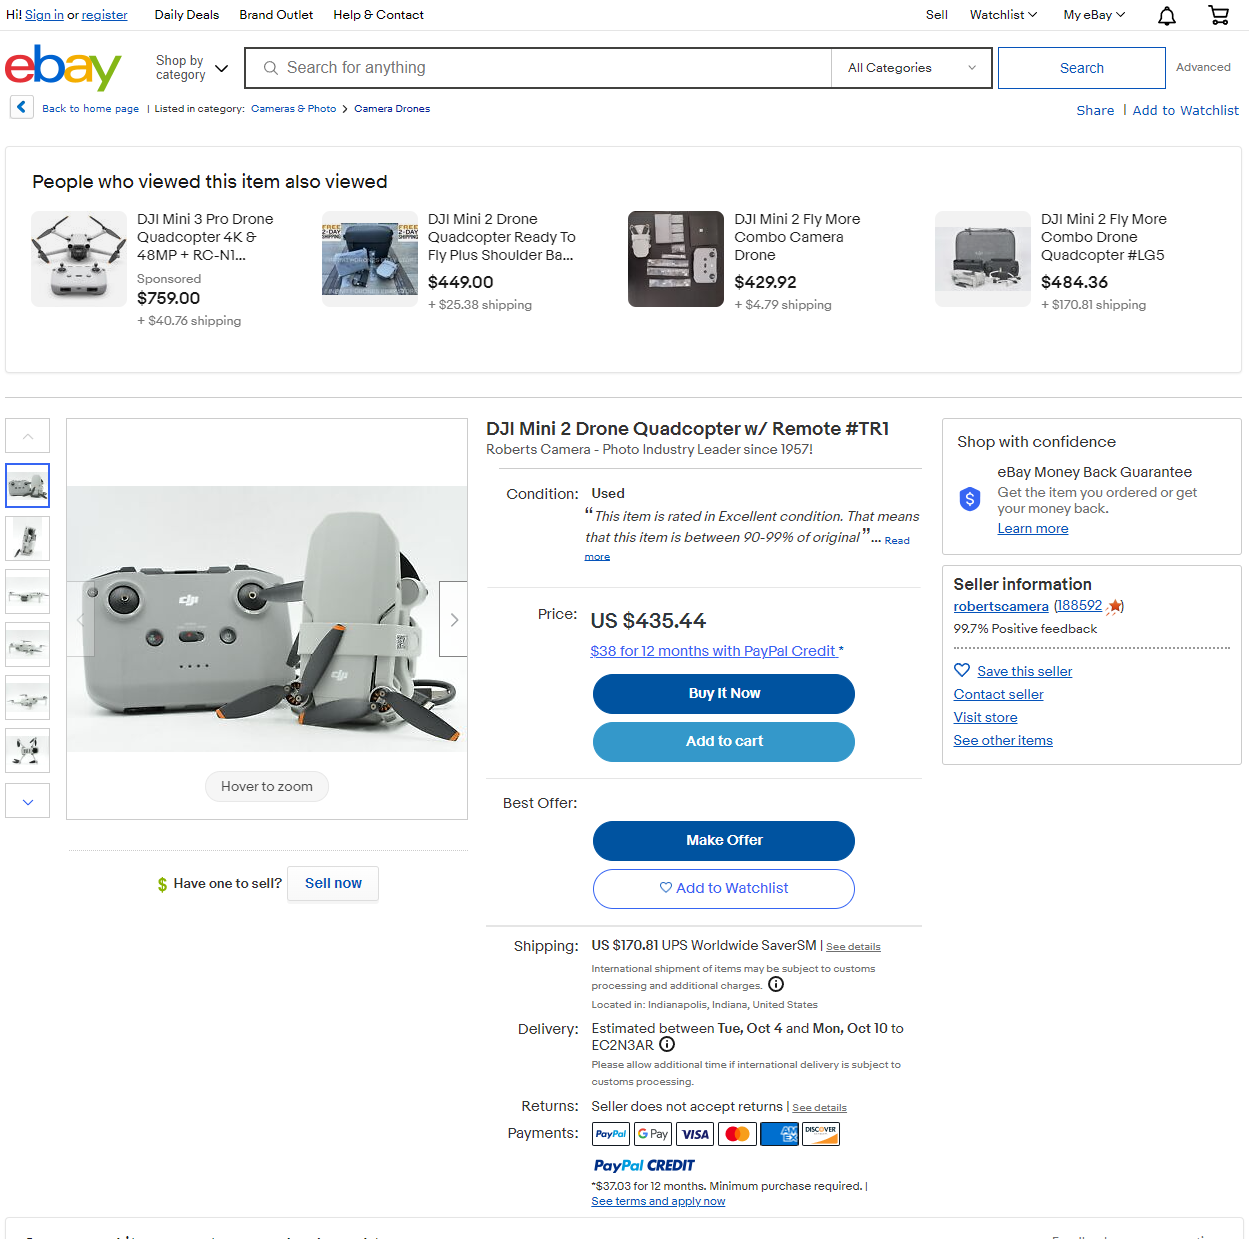 Hi! Sign in or register Daily Deals Brand Outlet Help & Contact Sell Watchlist My eBay
ebay Shop by category Search for anything All Categories Search Advanced
Back to home page | Listed in category: Cameras & Photo > Camera Drones Share | Add to Watchlist
People who viewed this item also viewed
DJI Mini 3 Pro Drone
Quadcopter 4K &
48MP + RC-N1...
Sponsored
$759.00
+ $40.76 shipping
DJI Mini 2 Drone
Quadcopter Ready To
Fly Plus Shoulder Ba...
$449.00
+ $25.38 shipping
DJI Mini 2 Fly More
Combo Camera
Drone
$429.92
+ $4.79 shipping
DJI Mini 2 Fly More
Combo Drone
Quadcopter #LG5
$484.36
+ $170.81 shipping
FREE 2-DAY SHIPPING
FREE 2-DAY SHIPPING
dji
dji
Hover to zoom
$ Have one to sell? Sell now
DJI Mini 2 Drone Quadcopter w/ Remote #TR1
Roberts Camera - Photo Industry Leader since 1957!
Condition: Used
“This item is rated in Excellent condition. That means
that this item is between 90-99% of original”... Read
more
Price: US $435.44
$38 for 12 months with PayPal Credit *
Buy It Now
Add to cart
Best Offer:
Make Offer
Add to Watchlist
Shipping: US $170.81 UPS Worldwide SaverSM | See details
International shipment of items may be subject to customs
processing and additional charges.
Located in: Indianapolis, Indiana, United States
Delivery: Estimated between Tue, Oct 4 and Mon, Oct 10 to
EC2N3AR
Please allow additional time if international delivery is subject to
customs processing.
Returns: Seller does not accept returns | See details
Payments: PayPal G Pay VISA AMEX DISCOVER
PayPal CREDIT
*$37.03 for 12 months. Minimum purchase required. |
See terms and apply now
Shop with confidence
eBay Money Back Guarantee
Get the item you ordered or get
your money back.
Learn more
Seller information
robertscamera (188592)
99.7% Positive feedback
Save this seller
Contact seller
Visit store
See other items